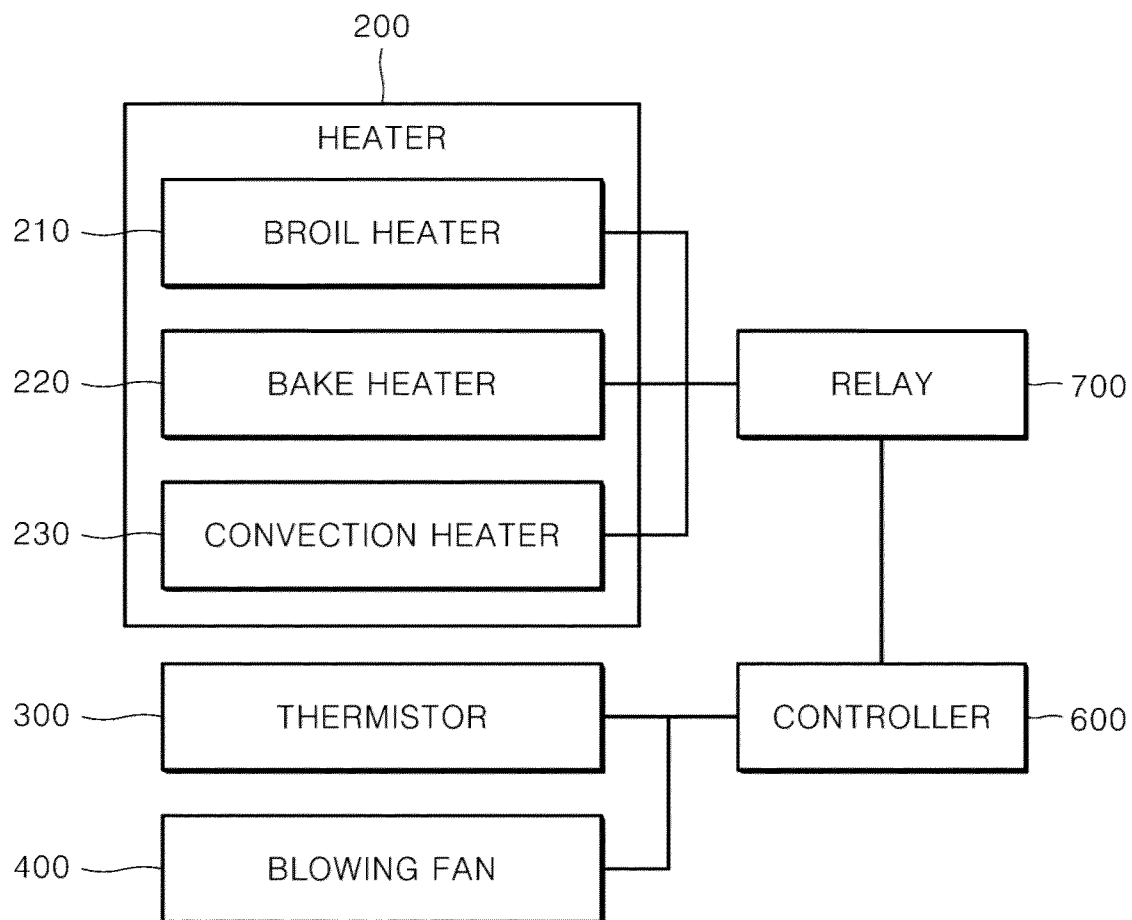 200
HEATER
210
BROIL HEATER
220
BAKE HEATER
RELAY
700
230
CONVECTION HEATER
300
THERMISTOR
CONTROLLER
600
400
BLOWING FAN